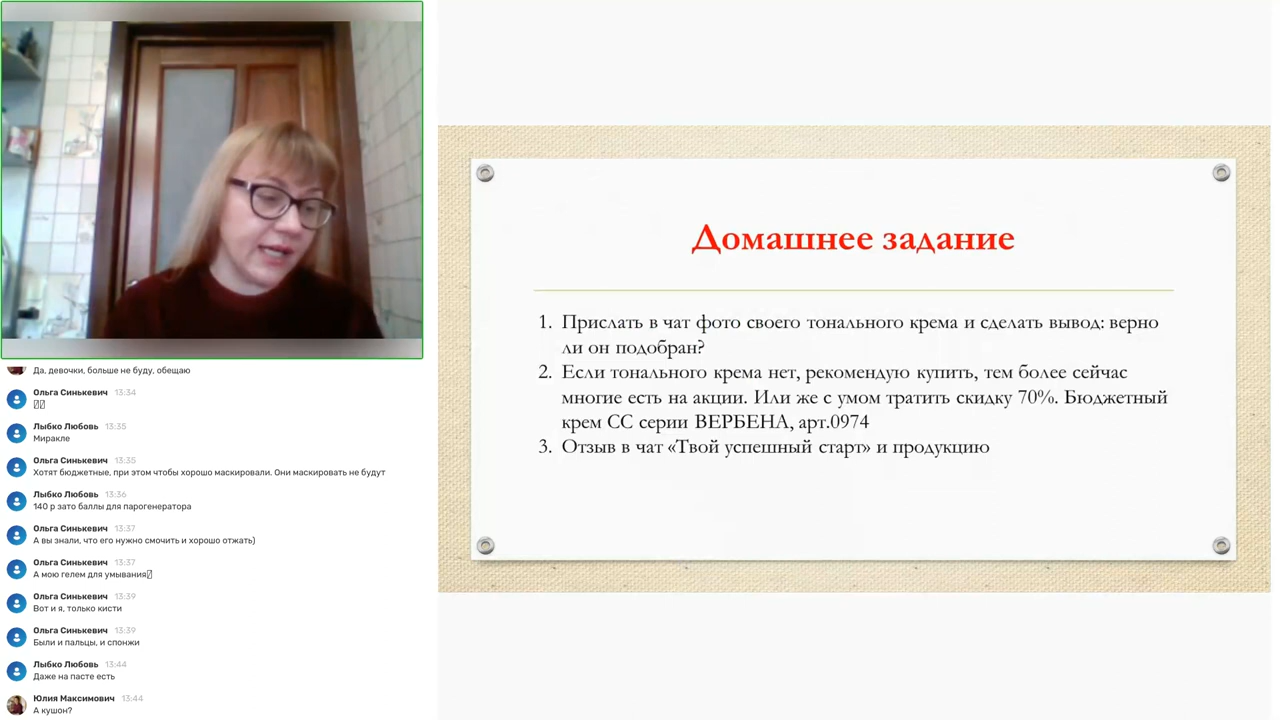 Да, девочки, больше не буду, обещаю
Ольга Синькевич 13:34
Лыбко Любовь 13:35
Миракле
Ольга Синькевич 13:35
Хотят бюджетные, при этом чтобы хорошо маскировали. Они маскировать не будут
Лыбко Любовь 13:36
140 р зато баллы для парогенератора
Ольга Синькевич 13:37
А вы знали, что его нужно смочить и хорошо отжать)
Ольга Синькевич 13:37
А мою гелем для умывания
Ольга Синькевич 13:39
Вот и я, только кисти
Ольга Синькевич 13:39
Были и пальцы, и спонжи
Лыбко Любовь 13:44
Даже на пасте есть
Юлия Максимович 13:44
А кушон?
Домашнее задание
1. Прислать в чат фото своего тонального крема и сделать вывод: верно
ли он подобран?
2. Если тонального крема нет, рекомендую купить, тем более сейчас
многие есть на акции. Или же с умом тратить скидку 70%. Бюджетный
крем СС серии ВЕРБЕНА, арт.0974
3. Отзыв в чат «Твой успешный старт» и продукцию